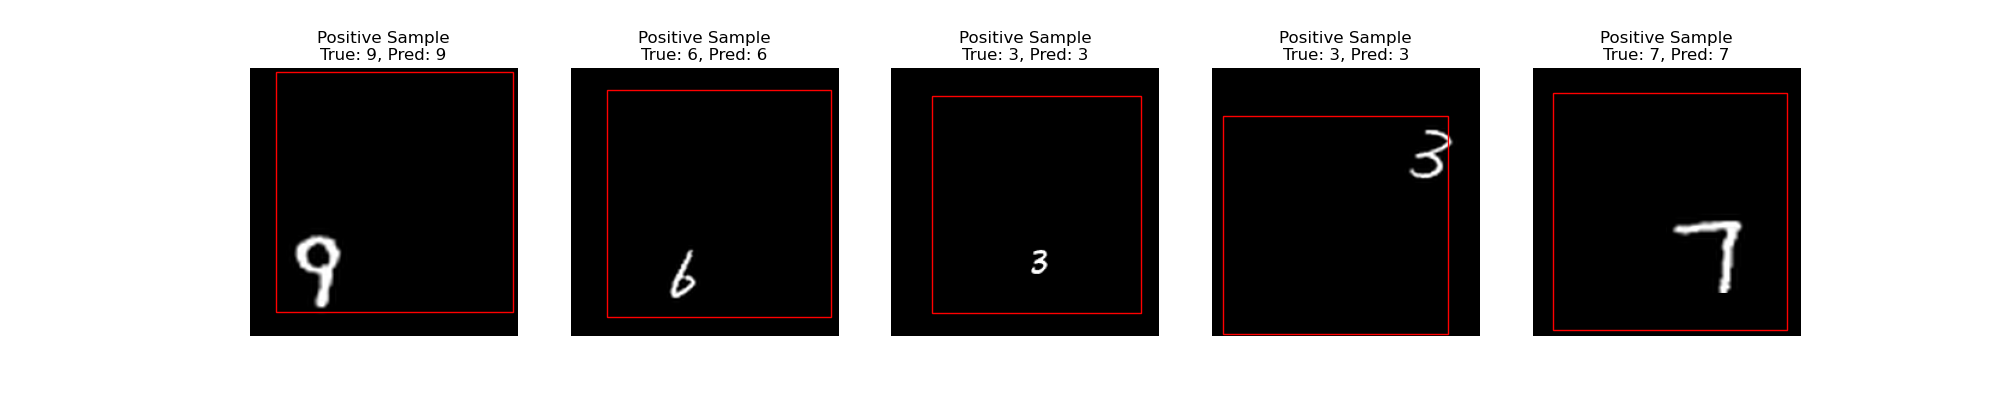 Positive Sample
True: 9, Pred: 9
Positive Sample
True: 6, Pred: 6
Positive Sample
True: 3, Pred: 3
Positive Sample
True: 3, Pred: 3
Positive Sample
True: 7, Pred: 7
9
6
3
3
7